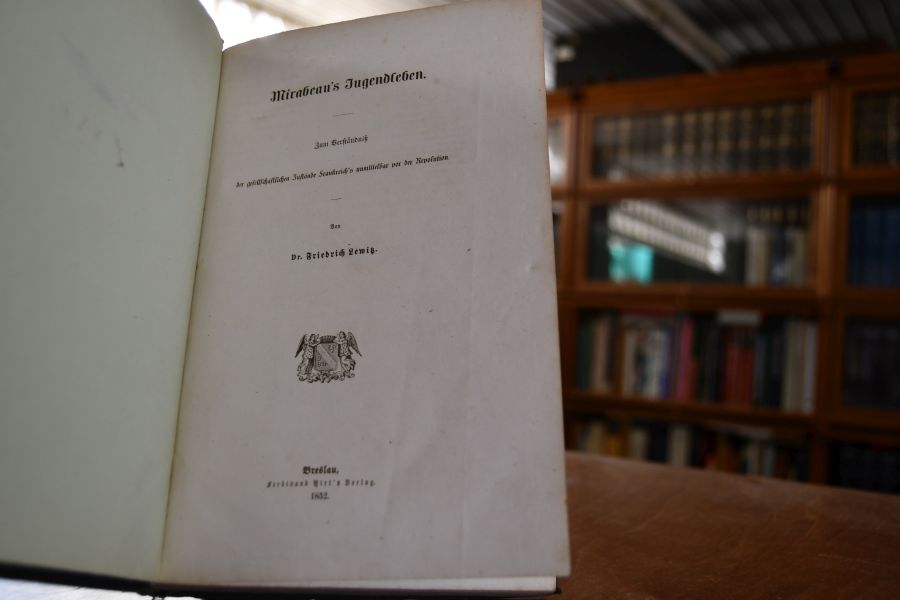 Mirabeau's Jugendleben.
Zum Verständniß
der gesellschaftlichen Zustände Frankreich's unmittelbar vor der Revolution
Von
Dr. Friedrich Lewitz.
Breslau,
Ferdinand Hirt's Verlag.
1852.